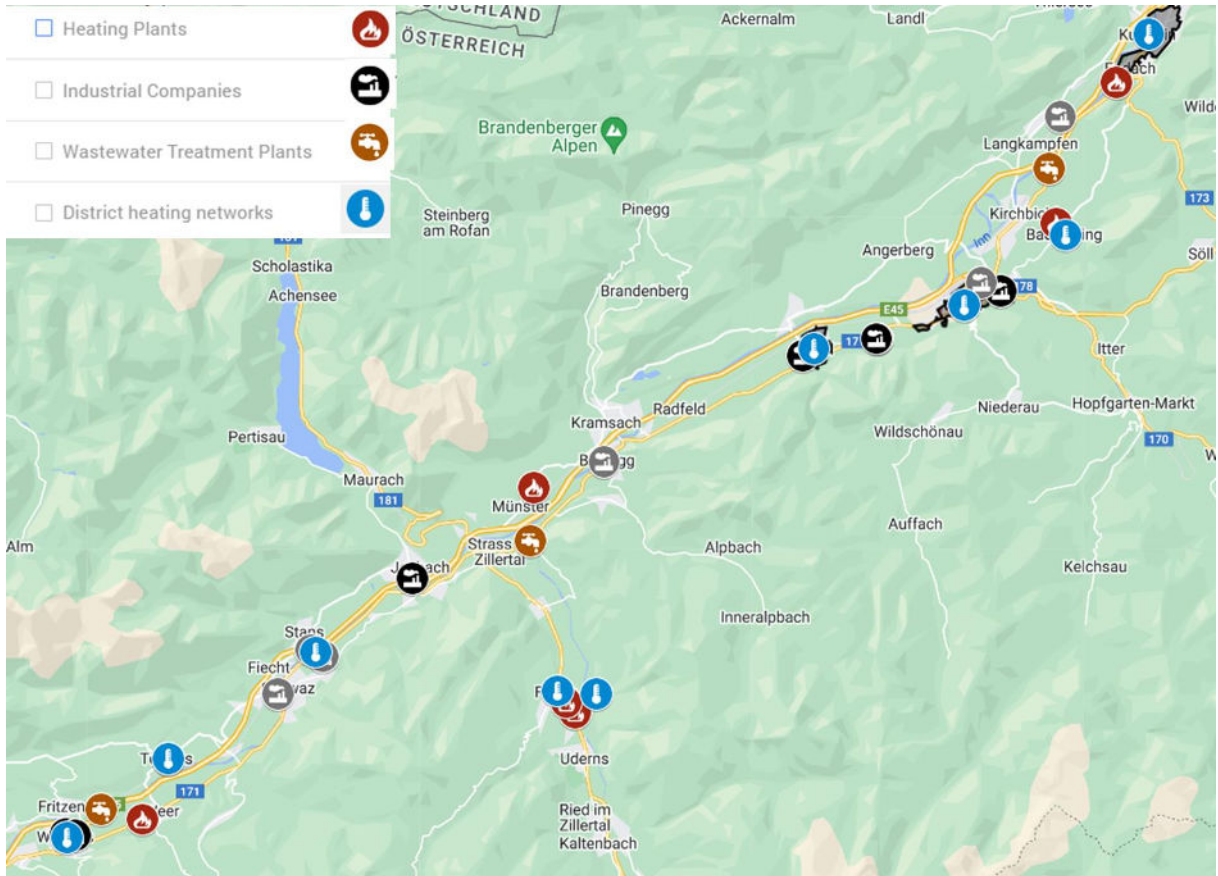 Heating Plants
Industrial Companies
Wastewater Treatment Plants
District heating networks
ÖSTERREICH
Ackernalm
Landl
Brandenberger
Alpen
Langkampfen
173
Steinberg
am Rofan
Pinegg
Inn
Angerberg
Söll
Scholastika
Achensee
Brandenberg
E45
178
Itter
Kramsach
Radfeld
Niederau
Hopfgarten-Markt
Wildschönau
170
Pertisau
Maurach
181
Münster
Auffach
Alm
Strass
Zillertal
Alpbach
Kelchsau
Inneralpbach
Stans
Fiecht
Uderns
171
Ried im
Zillertal
Kaltenbach